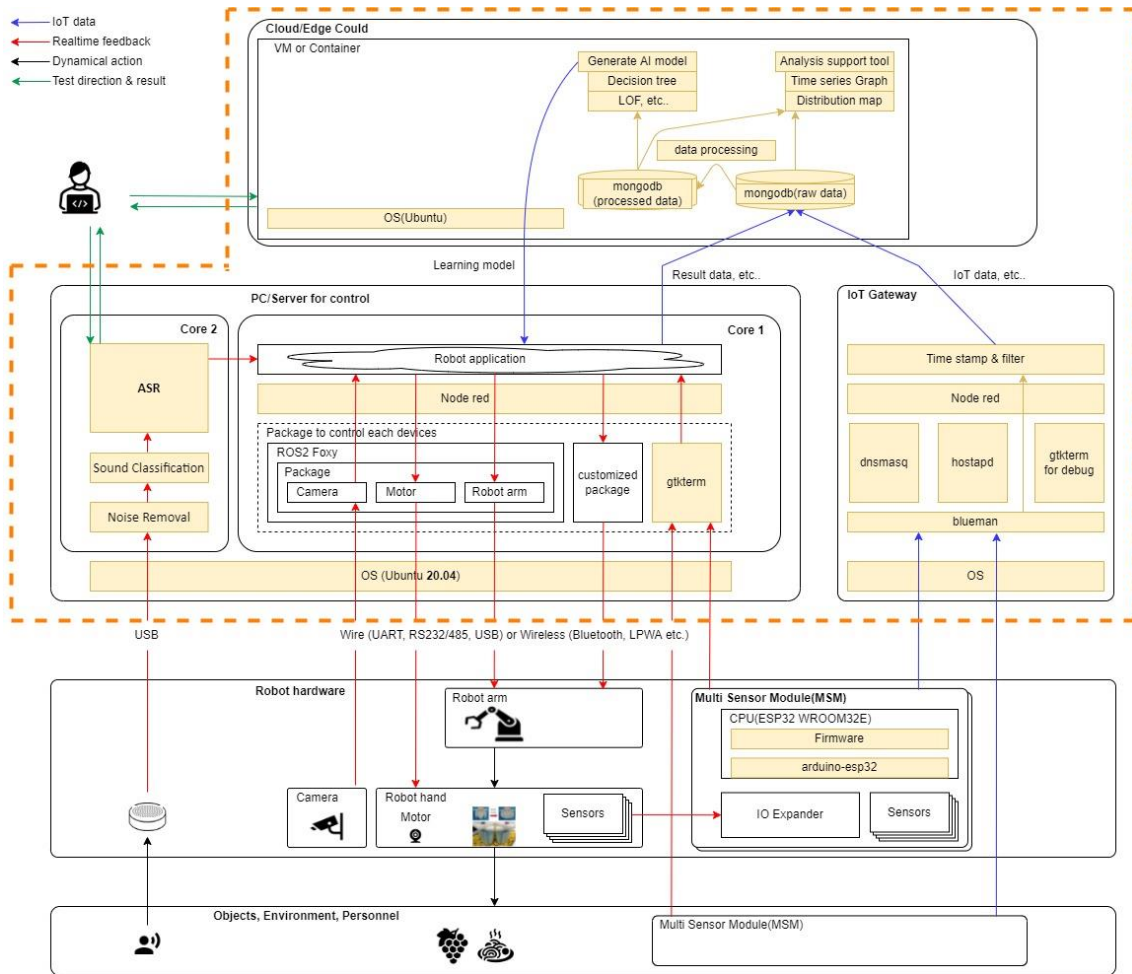 IoT data
Realtime feedback
Dynamical action
Test direction & result
Cloud/Edge Could
VM or Container
Generate AI model
Decision tree
LOF, etc..
Analysis support tool
Time series Graph
Distribution map
data processing
mongodb
(processed data)
mongodb(raw data)
OS(Ubuntu)
Learning model
Result data, etc..
IoT data, etc..
PC/Server for control
Core 2
ASR
Sound Classification
Noise Removal
Core 1
Robot application
Node red
Package to control each devices
ROS2 Foxy
Package
Camera
Motor
Robot arm
customized
package
gtkterm
OS (Ubuntu 20.04)
IoT Gateway
Time stamp & filter
Node red
dnsmasq
hostapd
gtkterm
for debug
blueman
OS
USB
Wire (UART, RS232/485, USB) or Wireless (Bluetooth, LPWA etc.)
Robot hardware
Robot arm
Camera
Robot hand
Motor
Sensors
Multi Sensor Module(MSM)
CPU(ESP32 WROOM32E)
Firmware
arduino-esp32
IO Expander
Sensors
Objects, Environment, Personnel
Multi Sensor Module(MSM)